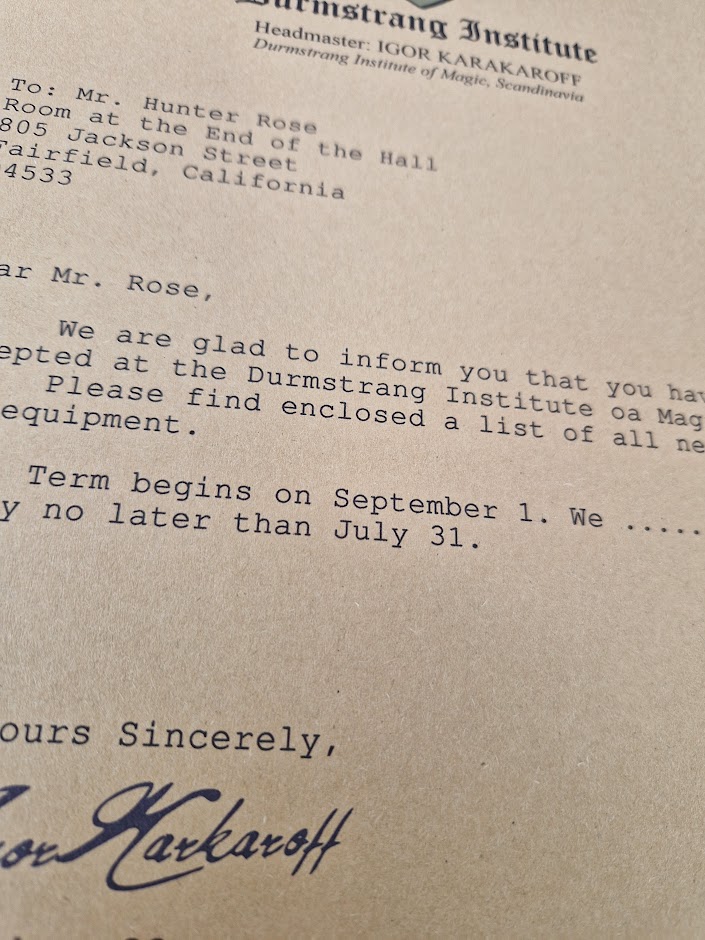 Durmstrang Institute
Headmaster: IGOR KARAKAROFF
Durmstrang Institute of Magic, Scandinavia
To: Mr. Hunter Rose
Room at the End of the Hall
805 Jackson Street
Fairfield, California
4533
ar Mr. Rose,
We are glad to inform you that you hav
epted at the Durmstrang Institute oa Mag
Please find enclosed a list of all ne
equipment.
Term begins on September 1. We .....
y no later than July 31.
ours Sincerely,
or Karkaroff